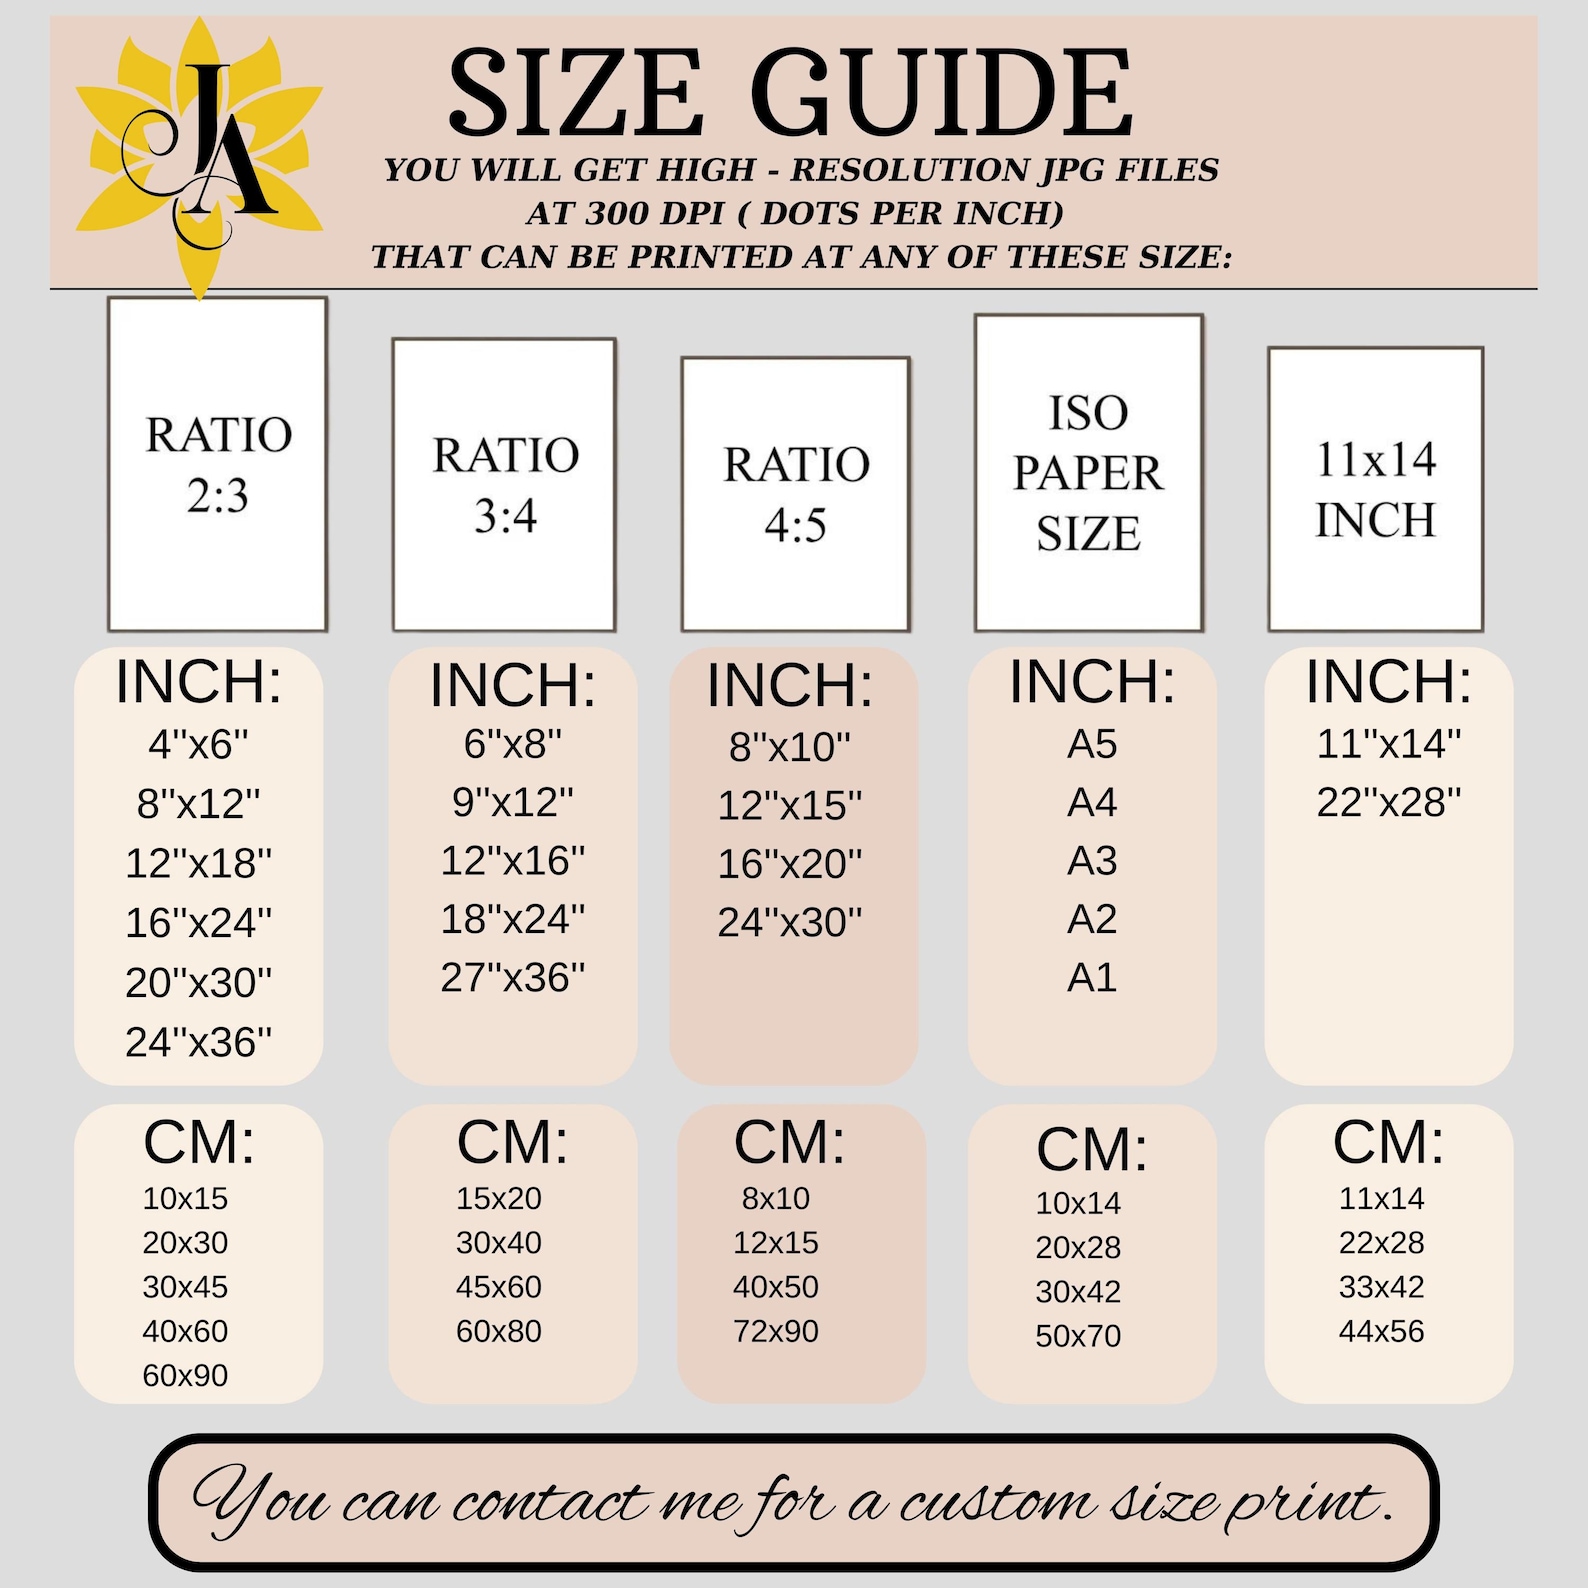 JA
SIZE GUIDE
YOU WILL GET HIGH - RESOLUTION JPG FILES
AT 300 DPI ( DOTS PER INCH)
THAT CAN BE PRINTED AT ANY OF THESE SIZE:
RATIO
2:3
RATIO
3:4
RATIO
4:5
ISO
PAPER
SIZE
11x14
INCH
INCH:
4"x6"
8"x12"
12"x18"
16"x24"
20"x30"
24"x36"
INCH:
6"x8"
9"x12"
12"x16"
18"x24"
27"x36"
INCH:
8"x10"
12"x15"
16"x20"
24"x30"
INCH:
A5
A4
A3
A2
A1
INCH:
11"x14"
22"x28"
CM:
10x15
20x30
30x45
40x60
60x90
CM:
15x20
30x40
45x60
60x80
CM:
8x10
12x15
40x50
72x90
CM:
10x14
20x28
30x42
50x70
CM:
11x14
22x28
33x42
44x56
You can contact me for a custom size print.